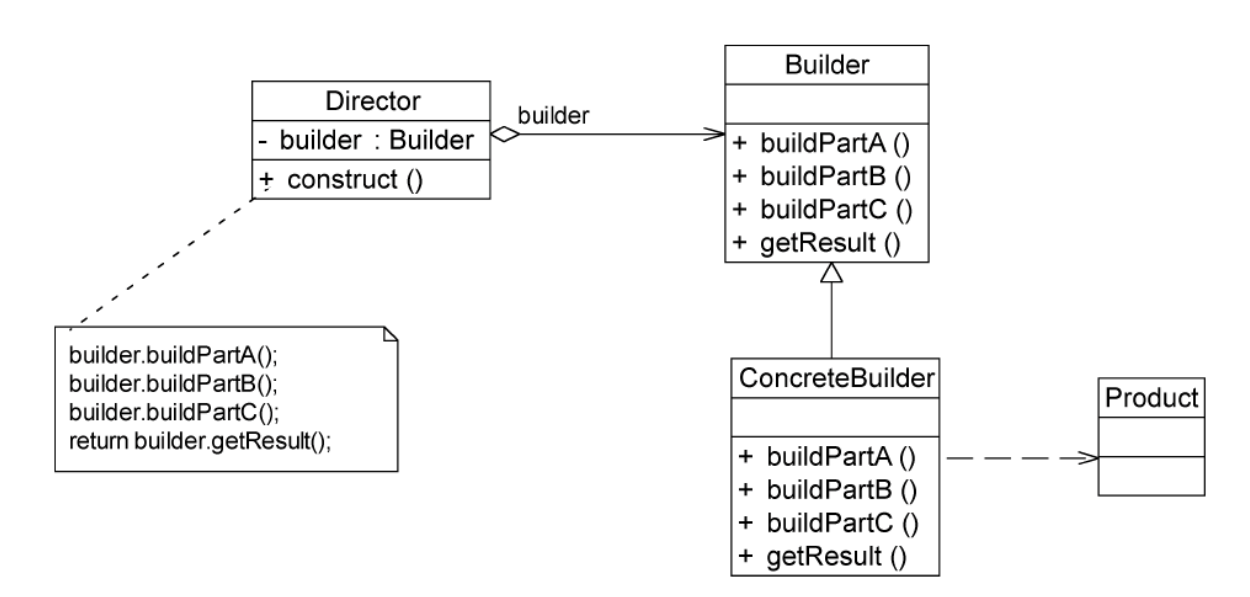 Director
- builder : Builder
+ construct ()
builder
Builder
+ buildPartA ()
+ buildPartB ()
+ buildPartC ()
+ getResult ()
builder.buildPartA();
builder.buildPartB();
builder.buildPartC();
return builder.getResult();
ConcreteBuilder
+ buildPartA ()
+ buildPartB ()
+ buildPartC ()
+ getResult ()
Product